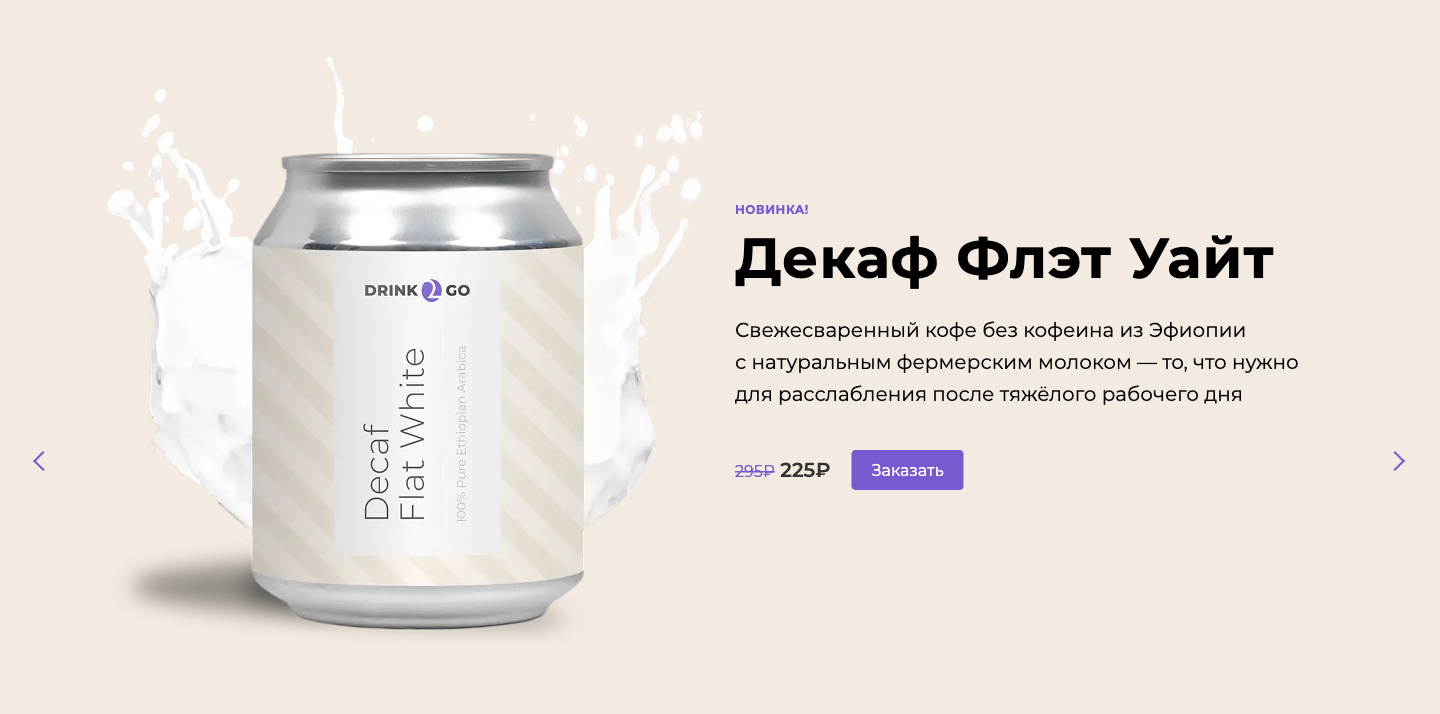 DRINK 2 GO
Decaf
Flat White
100% Pure Ethiopian Arabica
НОВИНКА!
Декаф Флэт Уайт
Свежесваренный кофе без кофеина из Эфиопии
с натуральным фермерским молоком — то, что нужно
для расслабления после тяжёлого рабочего дня
295₽ 225₽ Заказать